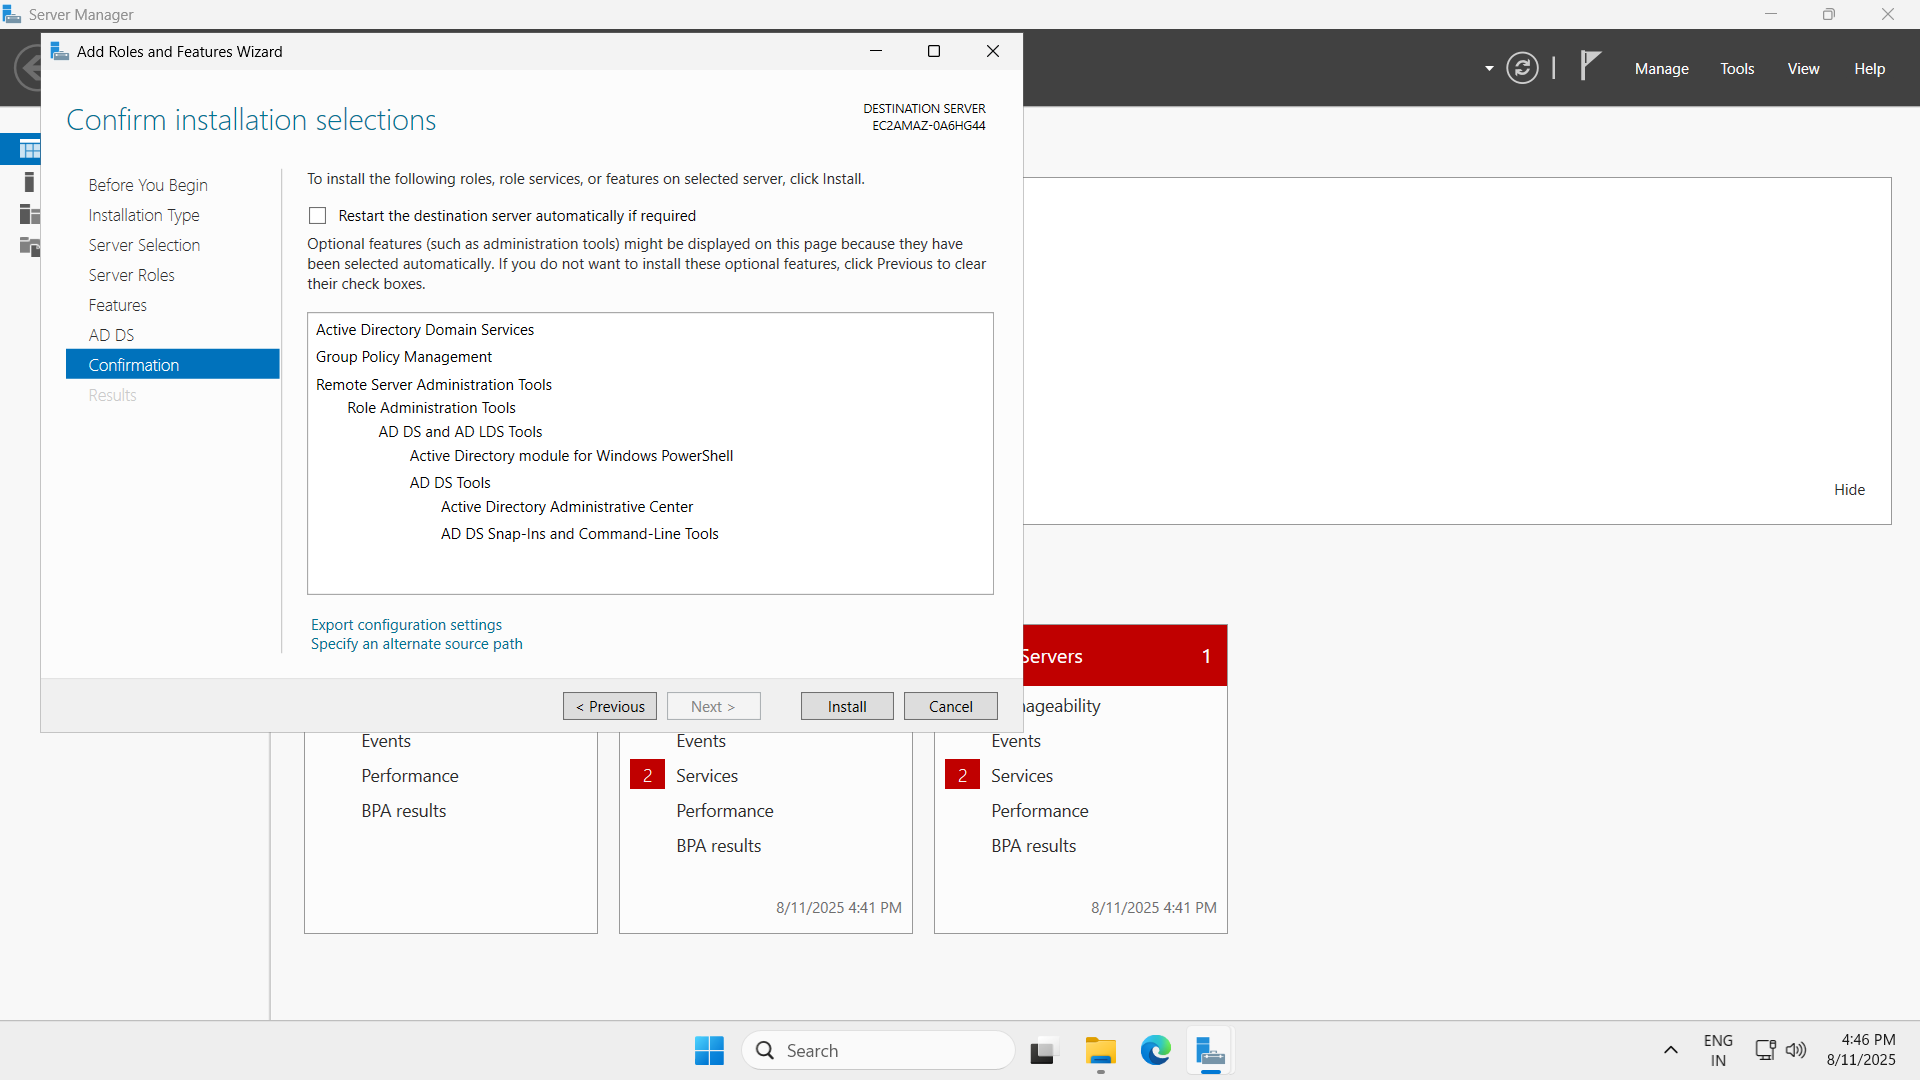 Server Manager
Add Roles and Features Wizard
Manage
Tools
View
Help
Confirm installation selections
DESTINATION SERVER
EC2AMAZ-0A6HG44
Before You Begin
Installation Type
Server Selection
Server Roles
Features
AD DS
Confirmation
Results
To install the following roles, role services, or features on selected server, click Install.
Restart the destination server automatically if required
Optional features (such as administration tools) might be displayed on this page because they have
been selected automatically. If you do not want to install these optional features, click Previous to clear
their check boxes.
Active Directory Domain Services
Group Policy Management
Remote Server Administration Tools
Role Administration Tools
AD DS and AD LDS Tools
Active Directory module for Windows PowerShell
AD DS Tools
Active Directory Administrative Center
AD DS Snap-Ins and Command-Line Tools
Export configuration settings
Specify an alternate source path
< Previous
Next >
Install
Cancel
Hide
Servers 1
nageability
Events
Performance
BPA results
Events
2 Services
Performance
BPA results
8/11/2025 4:41 PM
Events
2 Services
Performance
BPA results
8/11/2025 4:41 PM
Search
ENG
IN
4:46 PM
8/11/2025